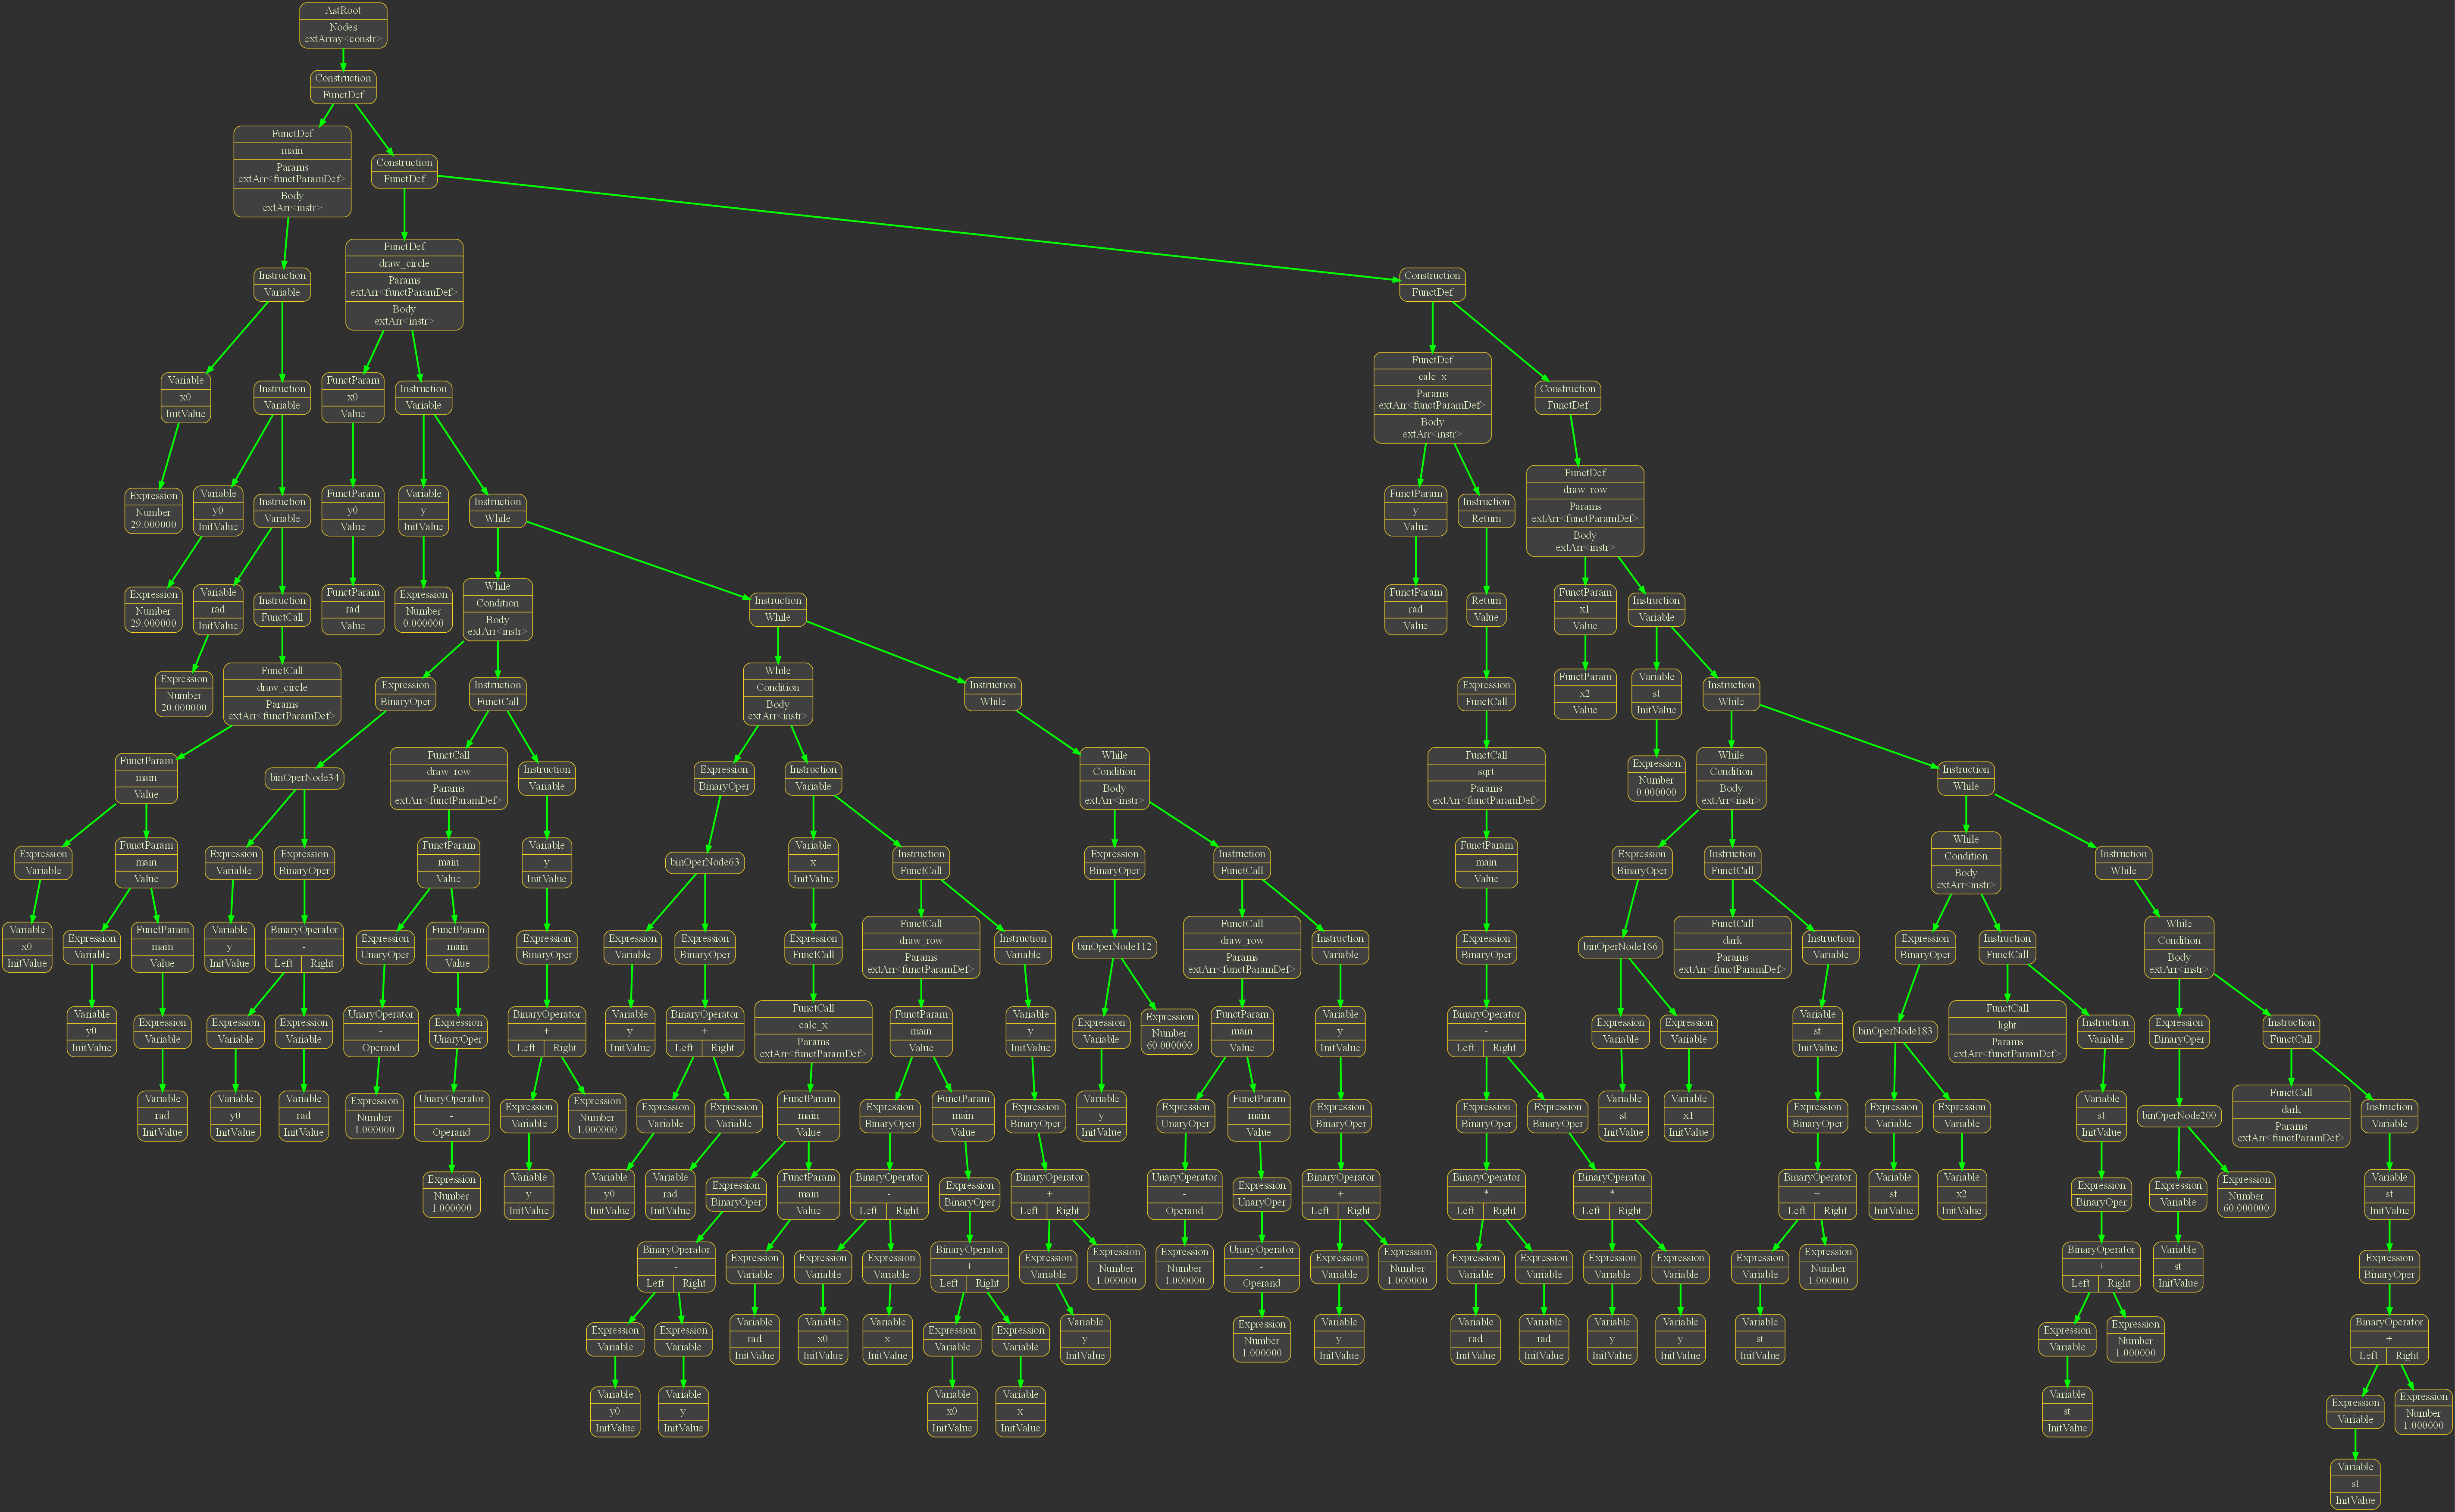 AstRoot
Nodes
extArray<constr>
Construction
FunctDef
FunctDef
main
Params
extArr<functParamDef>
Body
extArr<instr>
Construction
FunctDef
Instruction
Variable
FunctDef
draw_circle
Params
extArr<functParamDef>
Body
extArr<instr>
Construction
FunctDef
Variable
x0
InitValue
Instruction
Variable
FunctParam
x0
Value
Instruction
Variable
FunctDef
calc_x
Params
extArr<functParamDef>
Body
extArr<instr>
Construction
FunctDef
Expression
Number
29.000000
Variable
y0
InitValue
Instruction
Variable
FunctParam
y0
Value
Variable
y
InitValue
Instruction
While
FunctParam
y
Value
Instruction
Return
FunctDef
draw_row
Params
extArr<functParamDef>
Body
extArr<instr>
Expression
Number
29.000000
Variable
rad
InitValue
Instruction
FunctCall
FunctParam
rad
Value
Expression
Number
0.000000
While
Condition
Body
extArr<instr>
Instruction
While
FunctParam
rad
Value
Return
Value
FunctParam
x1
Value
Instruction
Variable
Expression
Number
20.000000
FunctCall
draw_circle
Params
extArr<functParamDef>
Expression
BinaryOper
Instruction
FunctCall
While
Condition
Body
extArr<instr>
Instruction
While
Expression
FunctCall
FunctParam
x2
Value
Variable
st
InitValue
Instruction
While
FunctParam
main
Value
binOperNode34
FunctCall
draw_row
Params
extArr<functParamDef>
Instruction
Variable
Expression
BinaryOper
Instruction
Variable
While
Condition
Body
extArr<instr>
FunctCall
sqrt
Params
extArr<functParamDef>
Expression
Number
0.000000
While
Condition
Body
extArr<instr>
Instruction
While
Expression
Variable
FunctParam
main
Value
Expression
Variable
Expression
BinaryOper
FunctParam
main
Value
Variable
y
InitValue
binOperNode63
Variable
x
InitValue
Instruction
FunctCall
Expression
BinaryOper
Instruction
FunctCall
FunctParam
main
Value
Expression
BinaryOper
Instruction
FunctCall
While
Condition
Body
extArr<instr>
Instruction
While
Variable
x0
InitValue
Expression
Variable
FunctParam
main
Value
Variable
y
InitValue
BinaryOperator
-
Left Right
Expression
UnaryOper
FunctParam
main
Value
Expression
BinaryOper
Expression
Variable
Expression
BinaryOper
Expression
FunctCall
FunctCall
draw_row
Params
extArr<functParamDef>
Instruction
Variable
binOperNode112
FunctCall
draw_row
Params
extArr<functParamDef>
Instruction
Variable
Expression
BinaryOper
binOperNode166
FunctCall
dark
Params
extArr<functParamDef>
Instruction
Variable
Expression
BinaryOper
Instruction
FunctCall
While
Condition
Body
extArr<instr>
Variable
y0
InitValue
Expression
Variable
Expression
Variable
Expression
Variable
UnaryOperator
-
Operand
Expression
UnaryOper
BinaryOperator
+
Left Right
Variable
y
InitValue
BinaryOperator
+
Left Right
FunctCall
calc_x
Params
extArr<functParamDef>
FunctParam
main
Value
Variable
y
InitValue
Expression
Variable
Expression
Number
60.000000
FunctParam
main
Value
Variable
y
InitValue
BinaryOperator
-
Left Right
Expression
Variable
Expression
Variable
Variable
st
InitValue
binOperNode183
FunctCall
light
Params
extArr<functParamDef>
Instruction
Variable
Expression
BinaryOper
Instruction
FunctCall
Variable
rad
InitValue
Variable
y0
InitValue
Variable
rad
InitValue
Expression
Number
1.000000
UnaryOperator
-
Operand
Expression
Variable
Expression
Number
1.000000
Expression
Variable
Expression
Variable
FunctParam
main
Value
Expression
BinaryOper
FunctParam
main
Value
Expression
BinaryOper
Variable
y
InitValue
Expression
UnaryOper
FunctParam
main
Value
Expression
BinaryOper
Expression
BinaryOper
Expression
BinaryOper
Variable
st
InitValue
Variable
x1
InitValue
Expression
BinaryOper
Expression
Variable
Expression
Variable
Variable
st
InitValue
binOperNode200
FunctCall
dark
Params
extArr<functParamDef>
Instruction
Variable
Expression
Number
1.000000
Variable
y
InitValue
Variable
y0
InitValue
Variable
rad
InitValue
Expression
BinaryOper
FunctParam
main
Value
BinaryOperator
-
Left Right
Expression
BinaryOper
BinaryOperator
+
Left Right
UnaryOperator
-
Operand
Expression
UnaryOper
BinaryOperator
+
Left Right
BinaryOperator
*
Left Right
BinaryOperator
*
Left Right
BinaryOperator
+
Left Right
Variable
st
InitValue
Variable
x2
InitValue
Expression
BinaryOper
Expression
Variable
Expression
Number
60.000000
Variable
st
InitValue
BinaryOperator
-
Left Right
Expression
Variable
Expression
Variable
Expression
Variable
BinaryOperator
+
Left Right
Expression
Variable
Expression
Number
1.000000
Expression
Number
1.000000
UnaryOperator
-
Operand
Expression
Variable
Expression
Number
1.000000
Expression
Variable
Expression
Variable
Expression
Variable
Expression
Variable
Expression
Variable
Expression
Number
1.000000
BinaryOperator
+
Left Right
Variable
st
InitValue
Expression
BinaryOper
Expression
Variable
Expression
Variable
Variable
rad
InitValue
Variable
x0
InitValue
Variable
x
InitValue
Expression
Variable
Expression
Variable
Variable
y
InitValue
Expression
Number
1.000000
Variable
y
InitValue
Variable
rad
InitValue
Variable
rad
InitValue
Variable
y
InitValue
Variable
y
InitValue
Variable
st
InitValue
Expression
Variable
Expression
Number
1.000000
BinaryOperator
+
Left Right
Variable
y0
InitValue
Variable
y
InitValue
Variable
x0
InitValue
Variable
x
InitValue
Variable
st
InitValue
Expression
Variable
Expression
Number
1.000000
Variable
st
InitValue